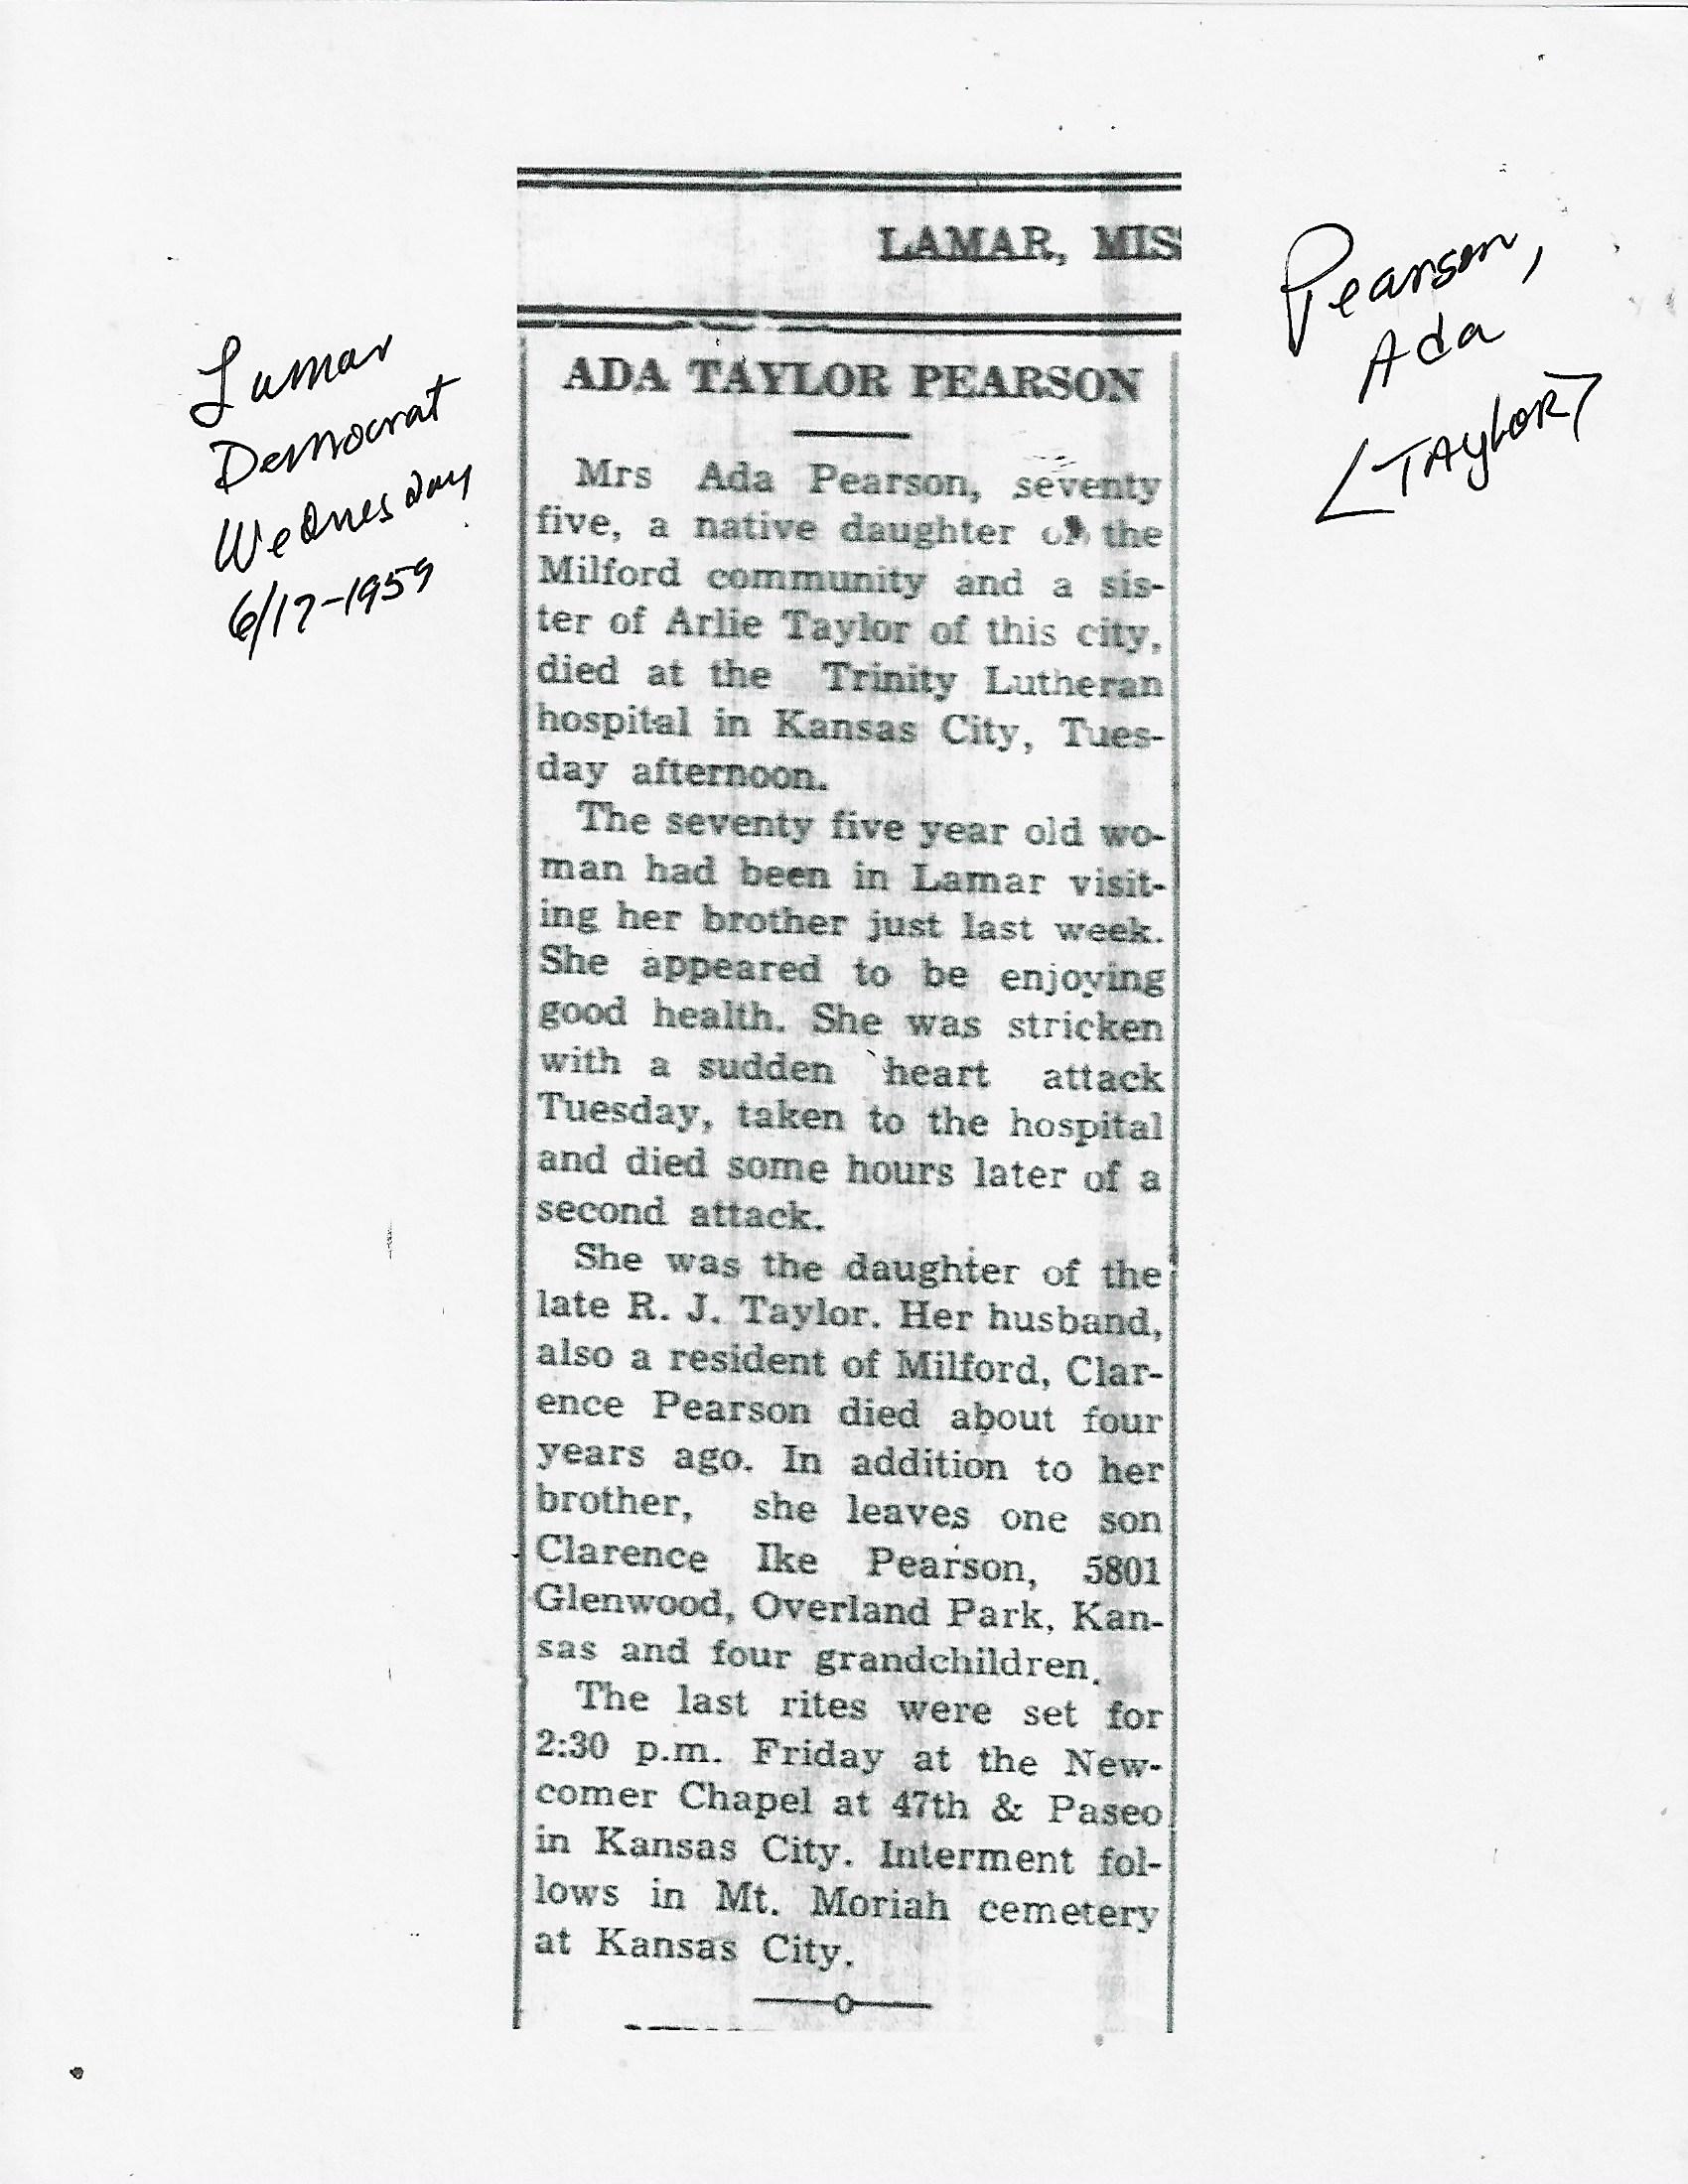 LAMAR, MIS
Lamar
Democrat
Wednesday
6/17-1959
Pearson,
Ada
<TAYLOR>
ADA TAYLOR PEARSON
Mrs Ada Pearson, seventy
five, a native daughter of the
Milford community and a sis-
ter of Arlie Taylor of this city,
died at the Trinity Lutheran
hospital in Kansas City, Tues-
day afternoon.
The seventy five year old wo-
man had been in Lamar visit-
ing her brother just last week.
She appeared to be enjoying
good health. She was stricken
with a sudden heart attack
Tuesday, taken to the hospital
and died some hours later of a
second attack.
She was the daughter of the
late R. J. Taylor. Her husband,
also a resident of Milford, Clar-
ence Pearson died about four
years ago. In addition to her
brother, she leaves one son
Clarence Ike Pearson, 5801
Glenwood, Overland Park, Kan-
sas and four grandchildren.
The last rites were set for
2:30 p.m. Friday at the New-
comer Chapel at 47th & Paseo
in Kansas City. Interment fol-
lows in Mt. Moriah cemetery
at Kansas City.